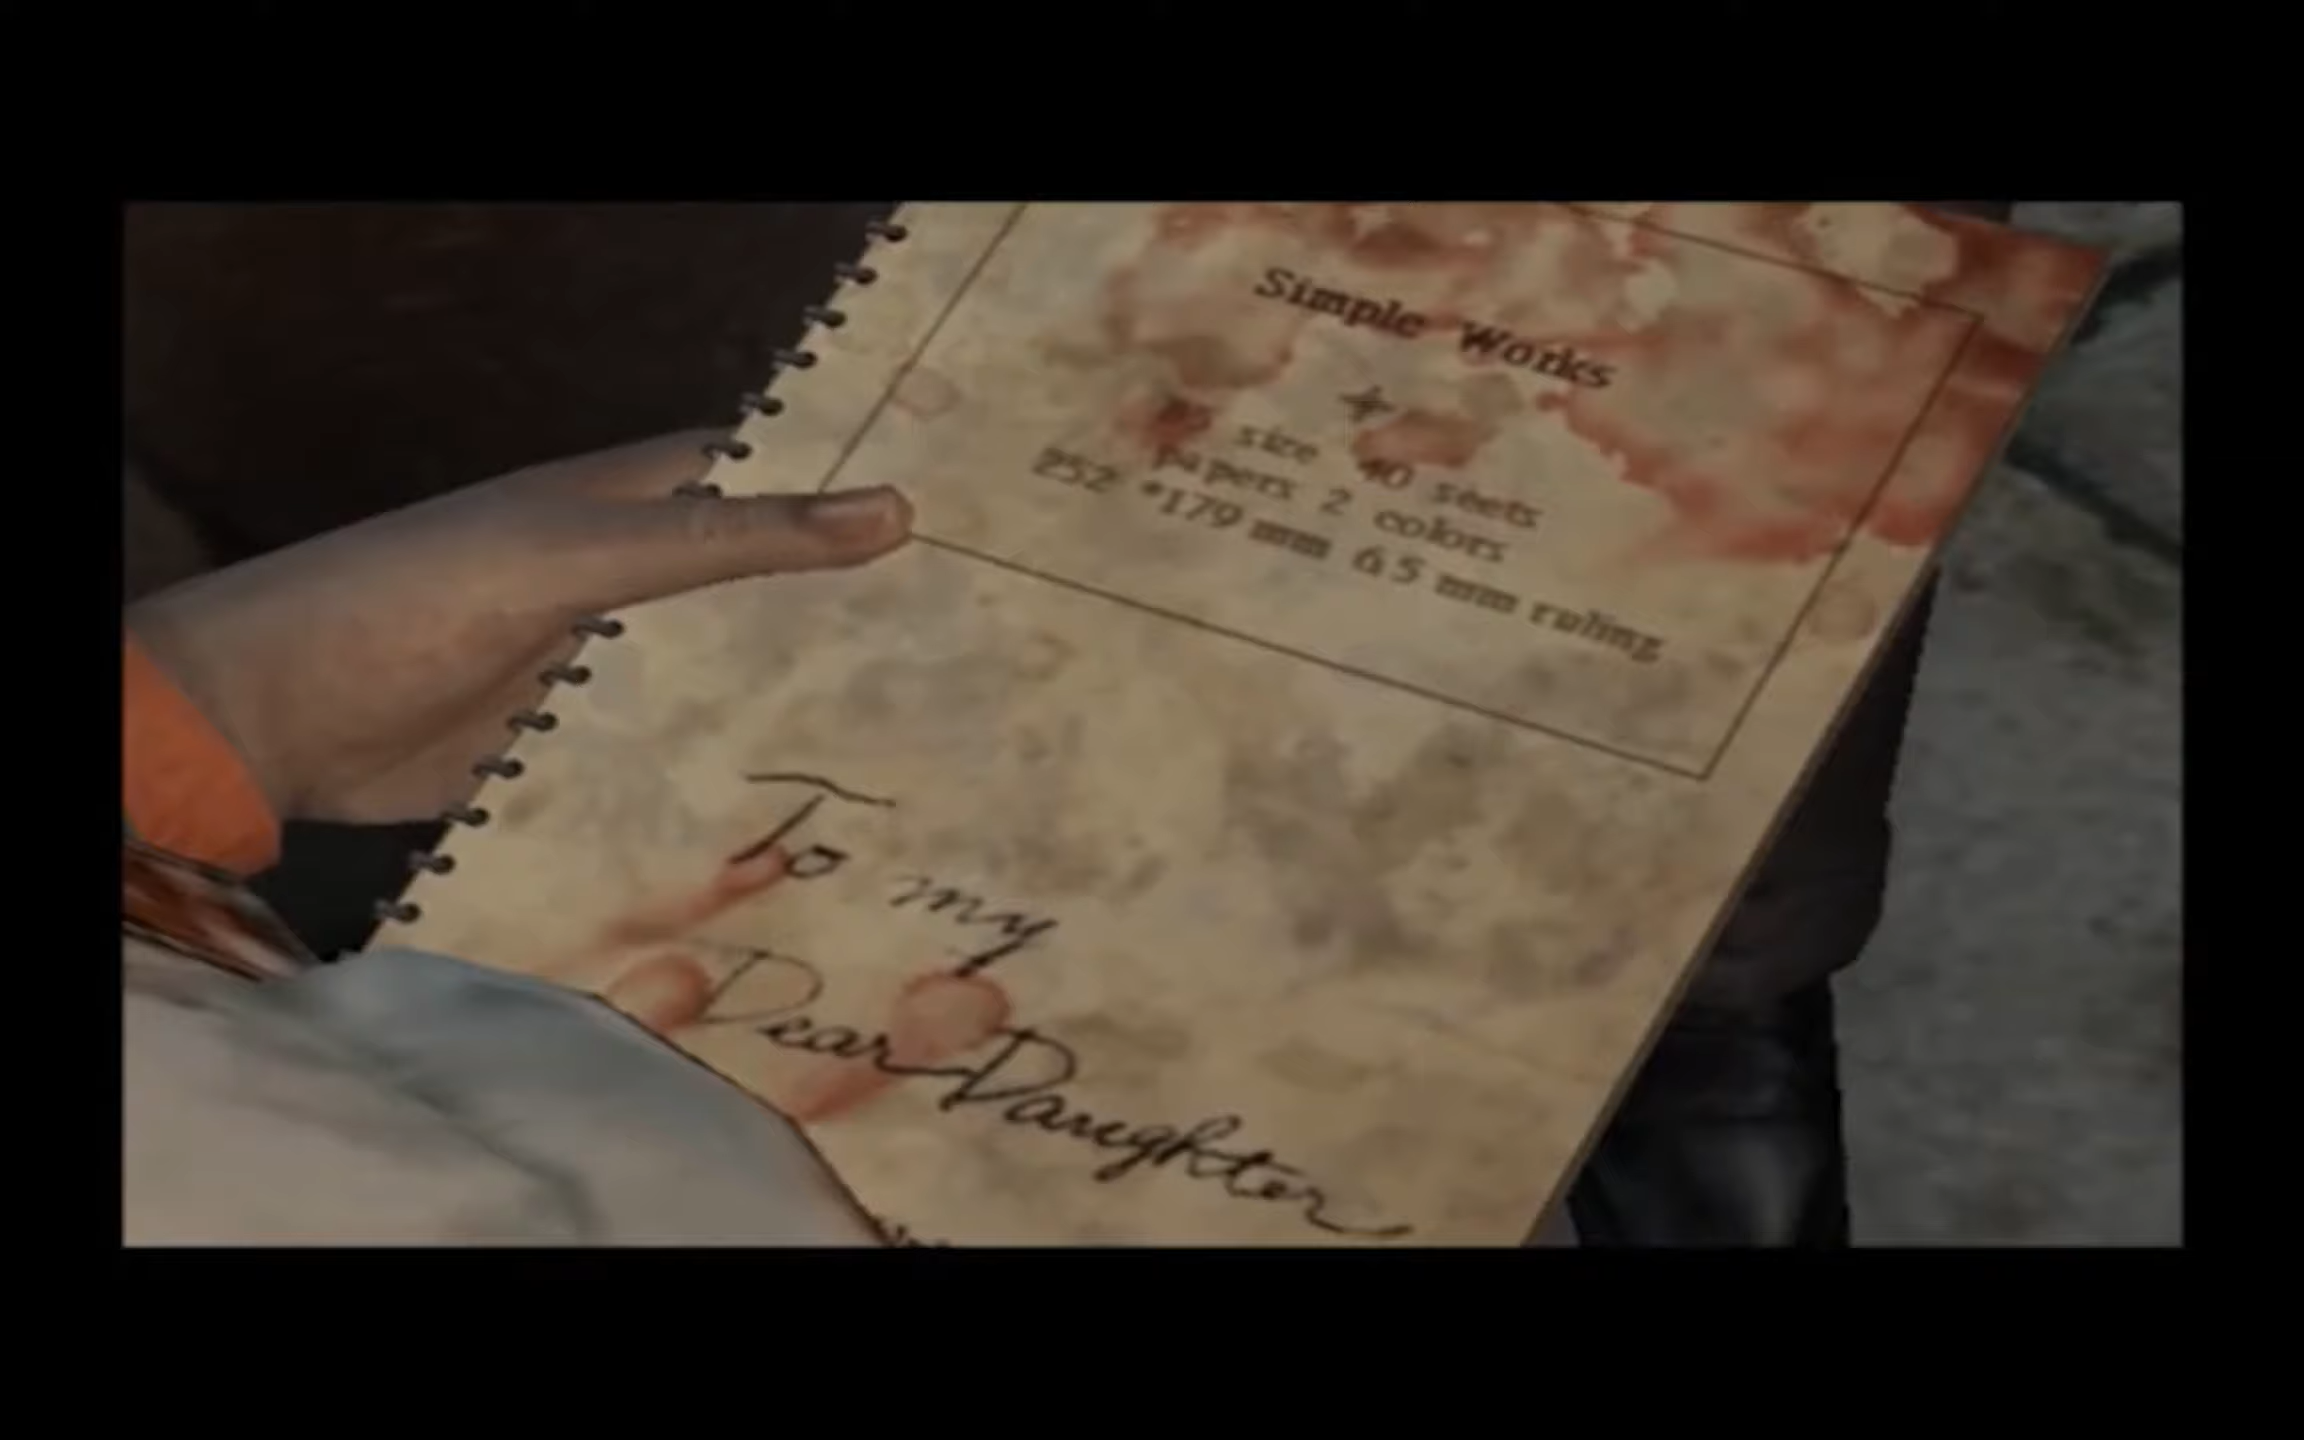 Simple Works
size 40 sheets
papers 2 colors
252 *179 mm 6.5 mm ruling
To my
Dear Daughter